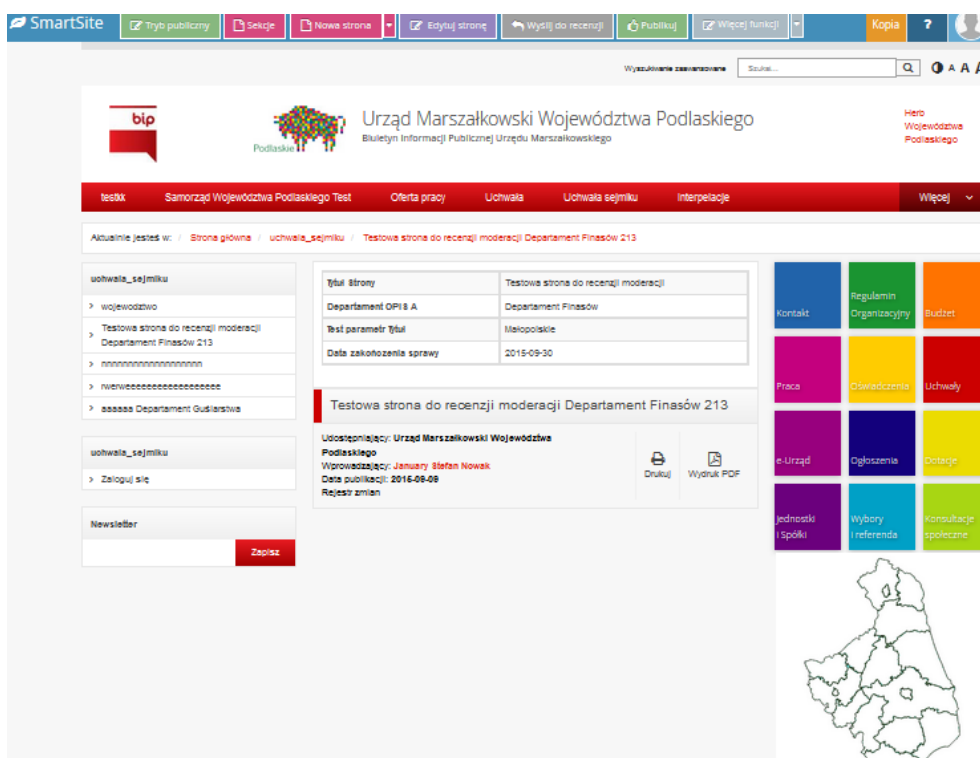 SmartSite
Tryb publiczny
Sekcje
Nowa strona
Edytuj stronę
Wyślij do recenzji
Publikuj
Więcej funkcji
Kopia
?
Wyszukiwanie zaawansowane
Szukaj...
A A A
bip
Podlaskie
Urząd Marszałkowski Województwa Podlaskiego
Biuletyn Informacji Publicznej Urzędu Marszałkowskiego
Herb
Województwa
Podlaskiego
testkk
Samorząd Województwa Podlaskiego Test
Oferta pracy
Uchwała
Uchwała sejmiku
Interpelacje
Więcej
Aktualnie jesteś w: / Strona główna / uchwala_sejmiku / Testowa strona do recenzji moderacji Departament Finasów 213
uchwala_sejmiku
województwo
Testowa strona do recenzji moderacji
Departament Finasów 213
nnnnnnnnnnnnnnnnnnn
rwerweeeeeeeeeeeeeeeeeee
aaaaaa Departament Guślarstwa
uchwala_sejmiku
Zaloguj się
Newsletter
Zapisz
Tytuł Strony Testowa strona do recenzji moderacji
Departament OPIS A Departament Finasów
Test parametr Tytuł Małopolskie
Data zakończenia sprawy 2015-09-30
Testowa strona do recenzji moderacji Departament Finasów 213
Udostępniający: Urząd Marszałkowski Województwa
Podlaskiego
Wprowadzający: January Stefan Nowak
Data publikacji: 2015-09-09
Rejestr zmian
Drukuj
Wydruk PDF
Kontakt
Regulamin
Organizacyjny
Budżet
Praca
Oświadczenia
Uchwały
e-Urząd
Ogłoszenia
Dotacje
Jednostki
i Spółki
Wybory
i referenda
Konsultacje
społeczne